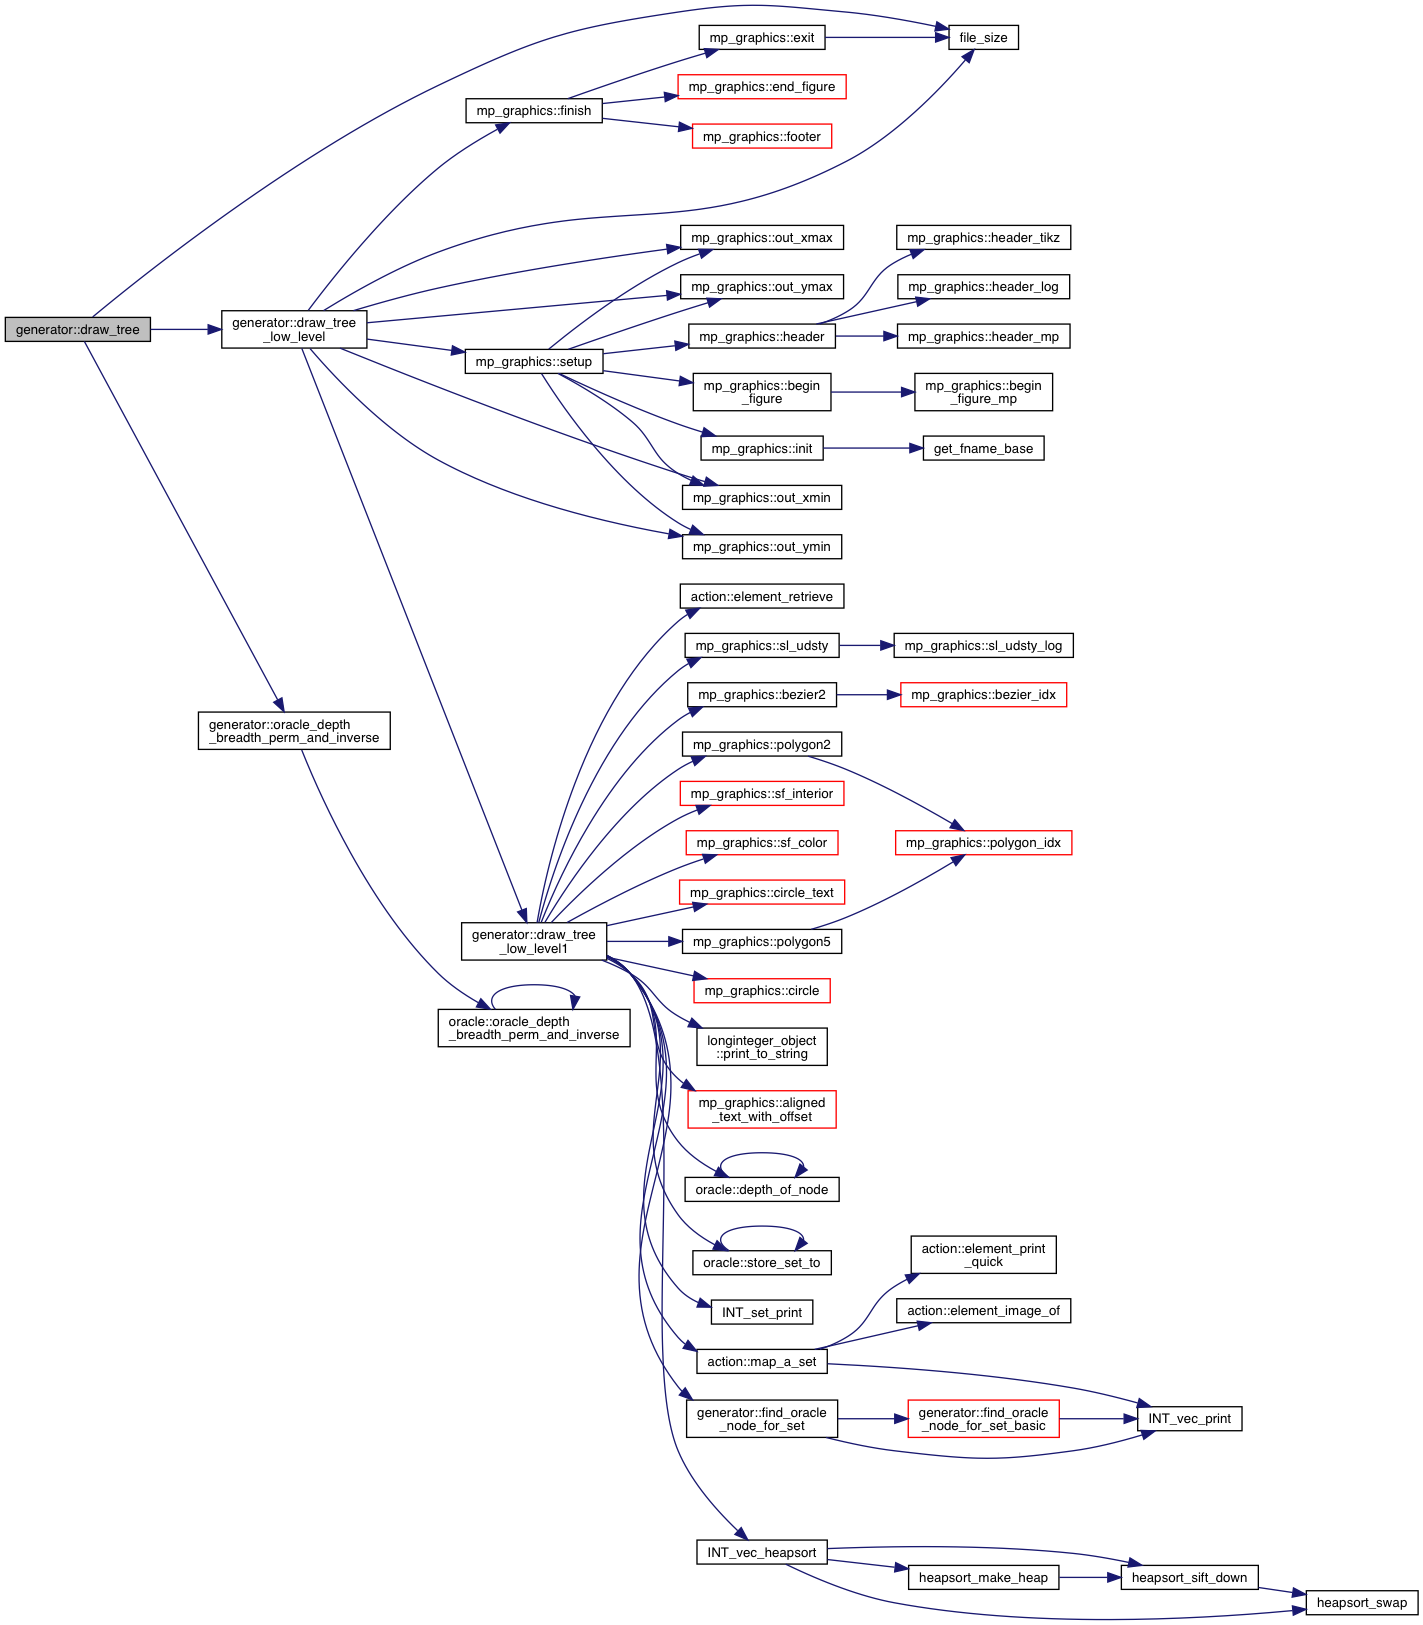 mp_graphics::exit
file_size
mp_graphics::end_figure
mp_graphics::finish
mp_graphics::footer
mp_graphics::out_xmax
mp_graphics::header_tikz
mp_graphics::out_ymax
mp_graphics::header_log
generator::draw_tree
generator::draw_tree
_low_level
mp_graphics::header
mp_graphics::header_mp
mp_graphics::setup
mp_graphics::begin
_figure
mp_graphics::begin
_figure_mp
mp_graphics::init
get_fname_base
mp_graphics::out_xmin
mp_graphics::out_ymin
action::element_retrieve
mp_graphics::sl_udsty
mp_graphics::sl_udsty_log
mp_graphics::bezier2
mp_graphics::bezier_idx
generator::oracle_depth
_breadth_perm_and_inverse
mp_graphics::polygon2
mp_graphics::sf_interior
mp_graphics::sf_color
mp_graphics::polygon_idx
mp_graphics::circle_text
generator::draw_tree
_low_level1
mp_graphics::polygon5
mp_graphics::circle
oracle::oracle_depth
_breadth_perm_and_inverse
longinteger_object
::print_to_string
mp_graphics::aligned
_text_with_offset
oracle::depth_of_node
oracle::store_set_to
action::element_print
_quick
INT_set_print
action::element_image_of
action::map_a_set
generator::find_oracle
_node_for_set
generator::find_oracle
_node_for_set_basic
INT_vec_print
INT_vec_heapsort
heapsort_make_heap
heapsort_sift_down
heapsort_swap